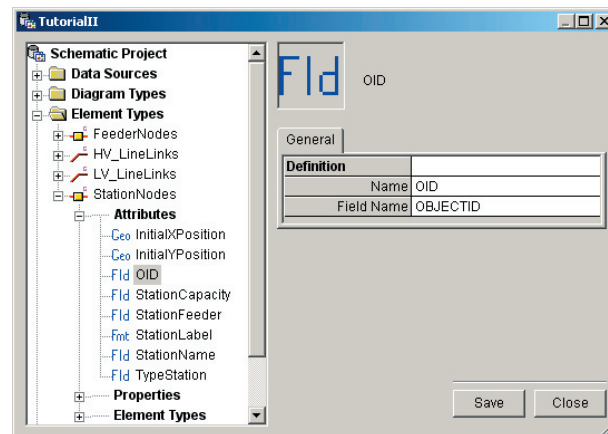 TutorialII
Schematic Project
Data Sources
Diagram Types
Element Types
FeederNodes
HV_LineLinks
LV_LineLinks
StationNodes
Attributes
Geo InitialXPosition
Geo InitialYPosition
Fld OID
Fld StationCapacity
Fld StationFeeder
Fmt StationLabel
Fld StationName
Fld TypeStation
Properties
Element Types
Fld OID
General
Definition
Name OID
Field Name OBJECTID
Save Close